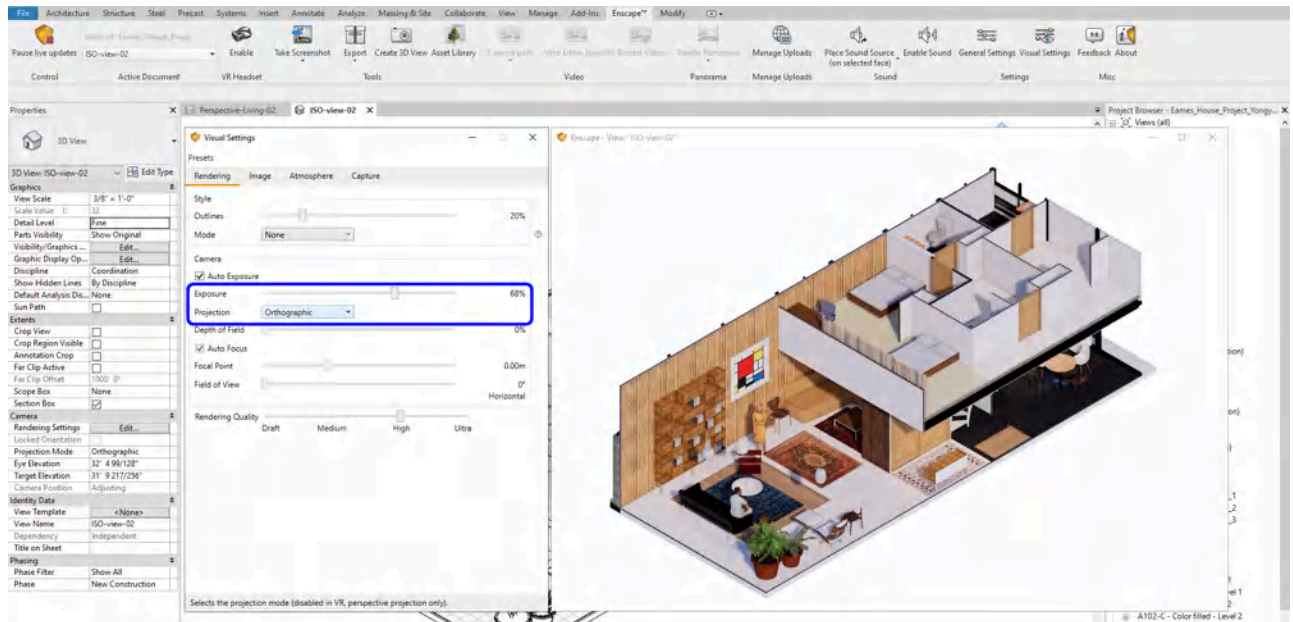 File Architecture Structure Steel Precast Systems Insert Annotate Analyze Massing & Site Collaborate View Manage Add-Ins Enscape™ Modify
Pause live updates ISO-view-02 Enable Take Screenshot Export Create 3D View Asset Library Manage Uploads Place Sound Source (on selected face) Enable Sound General Settings Visual Settings Feedback About
Control Active Document VR Headset Tools Video Panorama Manage Uploads Sound Settings Misc
Properties X Perspective-Living-02 ISO-view-02 X Project Browser - Eames_House_Project_Yongy... X
Views (all)
3D View
3D View: ISO-view-02 Edit Type
Graphics
View Scale 3/8" = 1'-0"
Scale Value 1: 32
Detail Level Fine
Parts Visibility Show Original
Visibility/Graphics ... Edit...
Graphic Display Op... Edit...
Discipline Coordination
Show Hidden Lines By Discipline
Default Analysis Dis... None
Sun Path
Extents
Crop View
Crop Region Visible
Annotation Crop
Far Clip Active
Far Clip Offset 1000' 0"
Scope Box None
Section Box
Camera
Rendering Settings Edit...
Locked Orientation
Projection Mode Orthographic
Eye Elevation 32' 4 99/128"
Target Elevation 31' 9 217/256"
Camera Position Adjusting
Identity Data
View Template <None>
View Name ISO-view-02
Dependency Independent
Title on Sheet
Phasing
Phase Filter Show All
Phase New Construction
Visual Settings
Presets
Rendering Image Atmosphere Capture
Style
Outlines 20%
Mode None
Camera
Auto Exposure
Exposure 68%
Projection Orthographic
Depth of Field 0%
Auto Focus
Focal Point 0.00m
Field of View 0°
Horizontal
Rendering Quality
Draft Medium High Ultra
Selects the projection mode (disabled in VR, perspective projection only).
Enscape - View: "ISO-view-02"
_1
_2
_3
A102-C - Color filled - Level 2